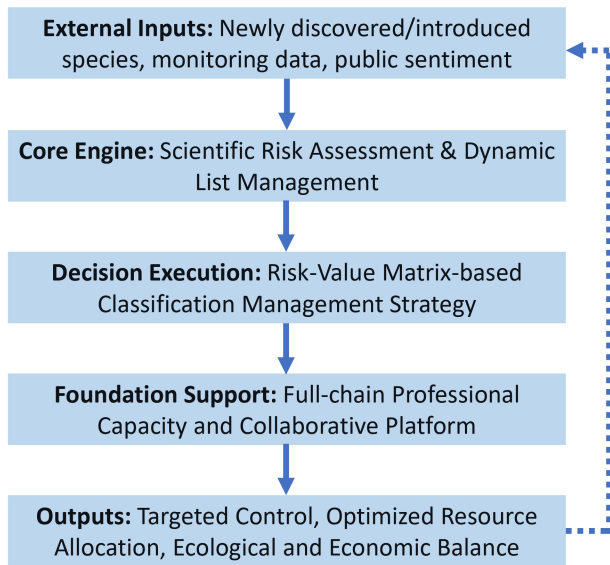 External Inputs: Newly discovered/introduced
species, monitoring data, public sentiment
Core Engine: Scientific Risk Assessment & Dynamic
List Management
Decision Execution: Risk-Value Matrix-based
Classification Management Strategy
Foundation Support: Full-chain Professional
Capacity and Collaborative Platform
Outputs: Targeted Control, Optimized Resource
Allocation, Ecological and Economic Balance